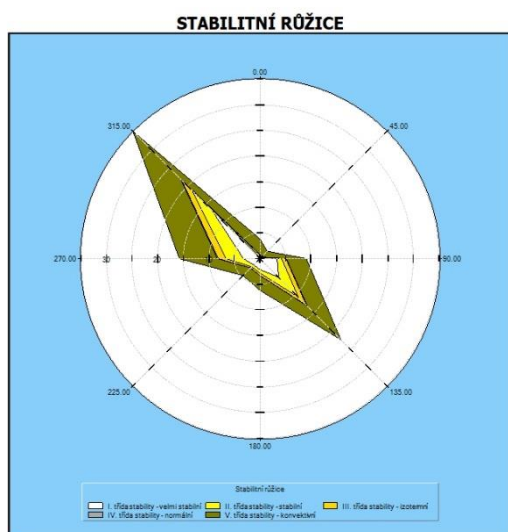 STABILITNÍ RŮŽICE
0.00
315.00
45.00
270.00
30
20
90.00
225.00
135.00
180.00
Stabilitní růžice
I. třída stability - velmi stabilní
II. třída stability - stabilní
III. třída stability - izotermní
IV. třída stability - normální
V. třída stability - konvektivní